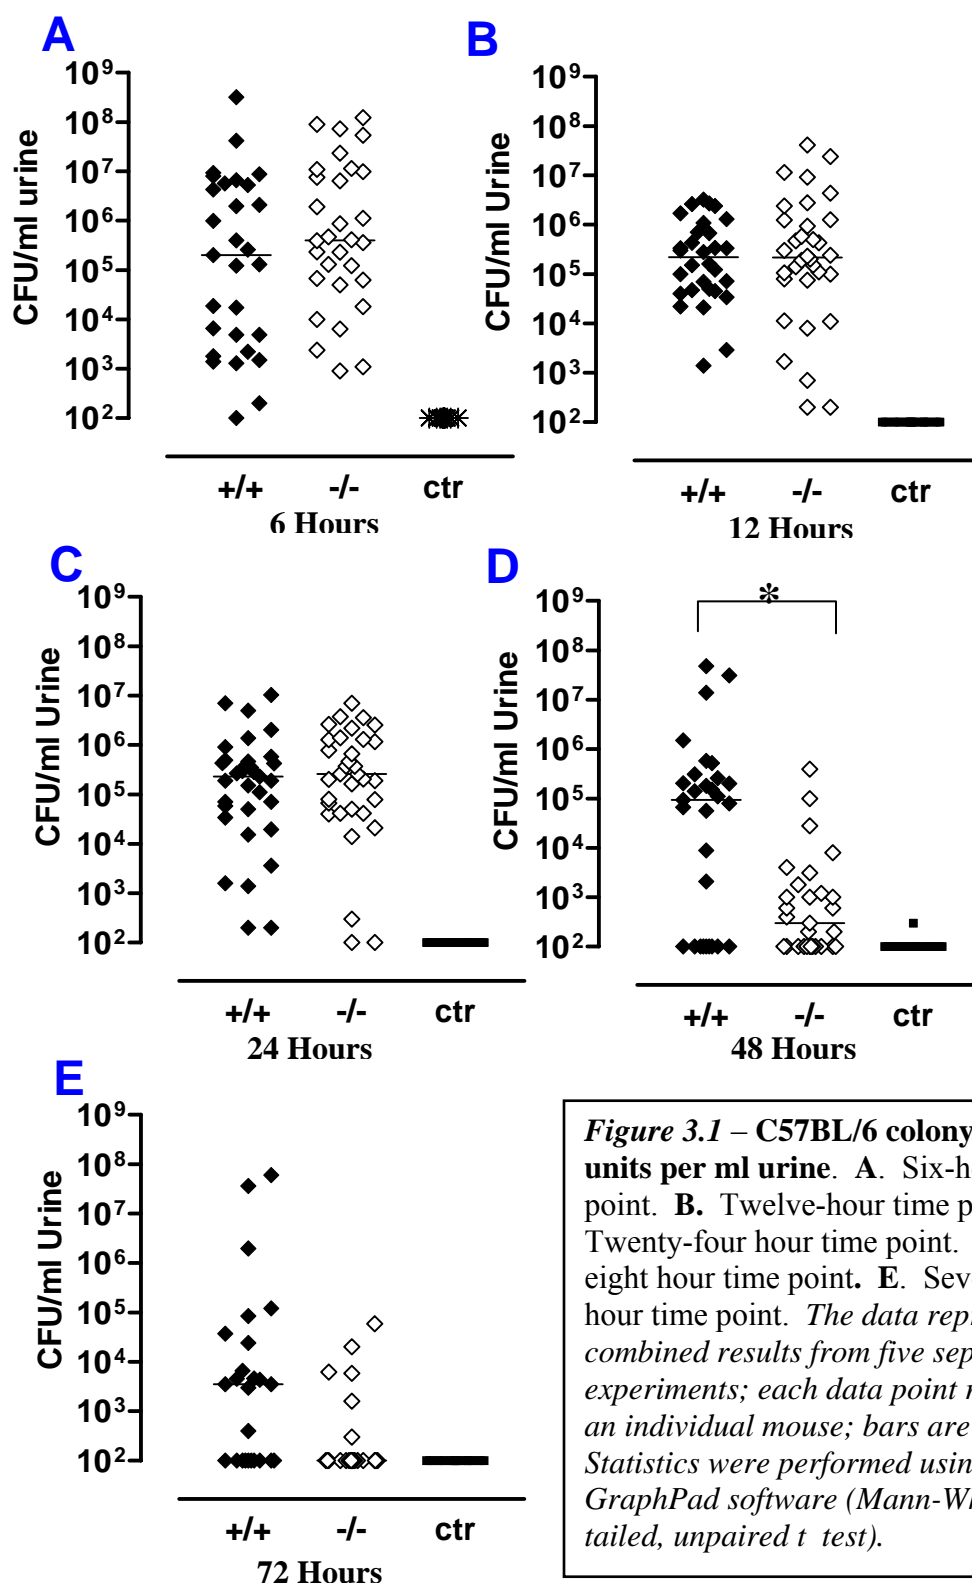 A
B
10⁹
10⁸
10⁷
10⁶
10⁵
10⁴
10³
10²
CFU/ml urine
+/+ -/- ctr
6 Hours
10⁹
10⁸
10⁷
10⁶
10⁵
10⁴
10³
10²
CFU/ml Urine
+/+ -/- ctr
12 Hours
C
D
10⁹
10⁸
10⁷
10⁶
10⁵
10⁴
10³
10²
CFU/ml Urine
+/+ -/- ctr
24 Hours
*
10⁹
10⁸
10⁷
10⁶
10⁵
10⁴
10³
10²
CFU/ml Urine
+/+ -/- ctr
48 Hours
E
10⁹
10⁸
10⁷
10⁶
10⁵
10⁴
10³
10²
CFU/ml Urine
+/+ -/- ctr
72 Hours
Figure 3.1 – C57BL/6 colony
units per ml urine. A. Six-h
point. B. Twelve-hour time p
Twenty-four hour time point.
eight hour time point. E. Sev
hour time point. The data rep
combined results from five sep
experiments; each data point
an individual mouse; bars are
Statistics were performed usin
GraphPad software (Mann-W
tailed, unpaired t test).